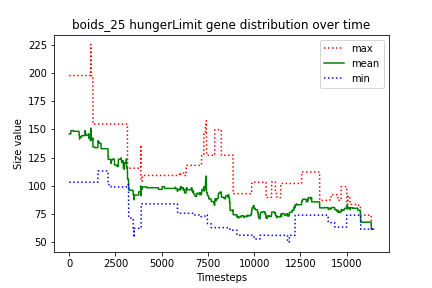 boids_25 hungerLimit gene distribution over time
max
mean
min
Size value
225
200
175
150
125
100
75
50
0 2500 5000 7500 10000 12500 15000
Timesteps